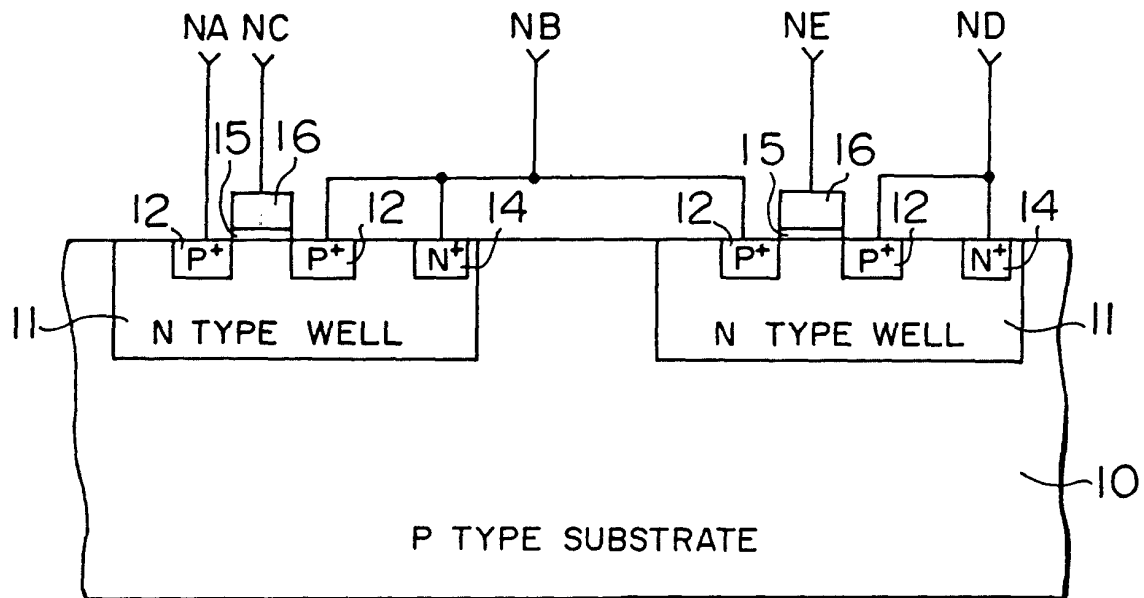 NA NC NB NE ND
15 16 15 16
12 12 14 12 12 14
P+ P+ N+ P+ P+ N+
11 N TYPE WELL N TYPE WELL 11
10
P TYPE SUBSTRATE